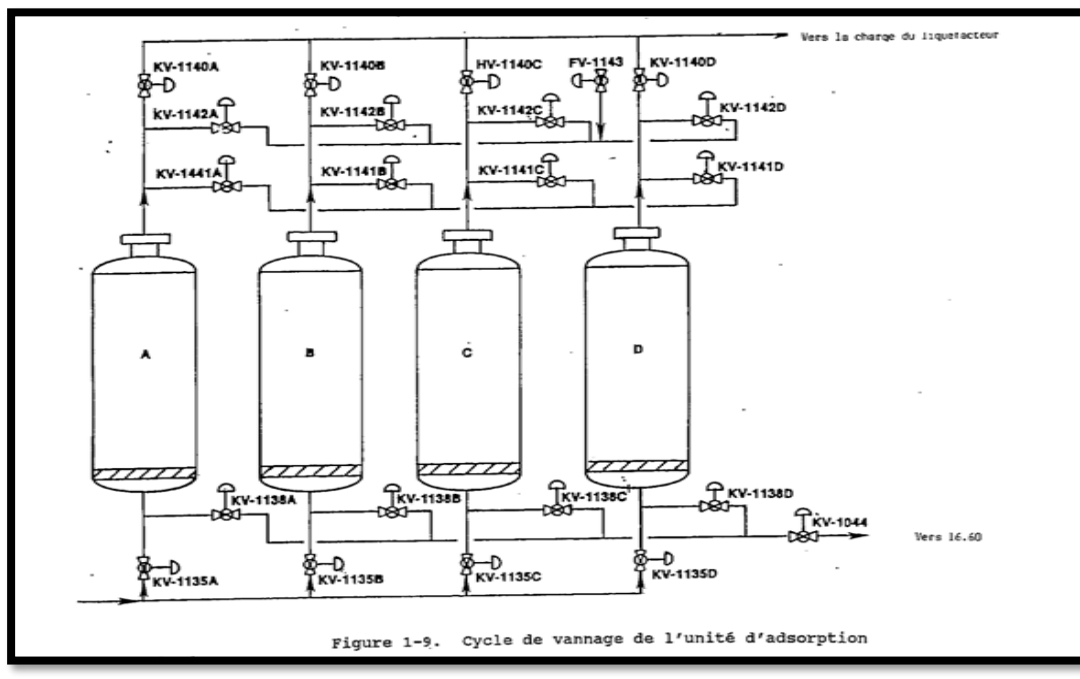 Vers la charge du liquefacteur
KV-1140A
KV-1140B
HV-1140C
FV-1143
KV-1140D
KV-1142A
KV-1142B
KV-1142C
KV-1142D
KV-1441A
KV-1141B
KV-1141C
KV-1141D
A
B
C
D
KV-1138A
KV-1138B
KV-1138C
KV-1138D
KV-1044
Vers 16.60
KV-1135A
KV-1135B
KV-1135C
KV-1135D
Figure 1-9. Cycle de vannage de l'unité d'adsorption